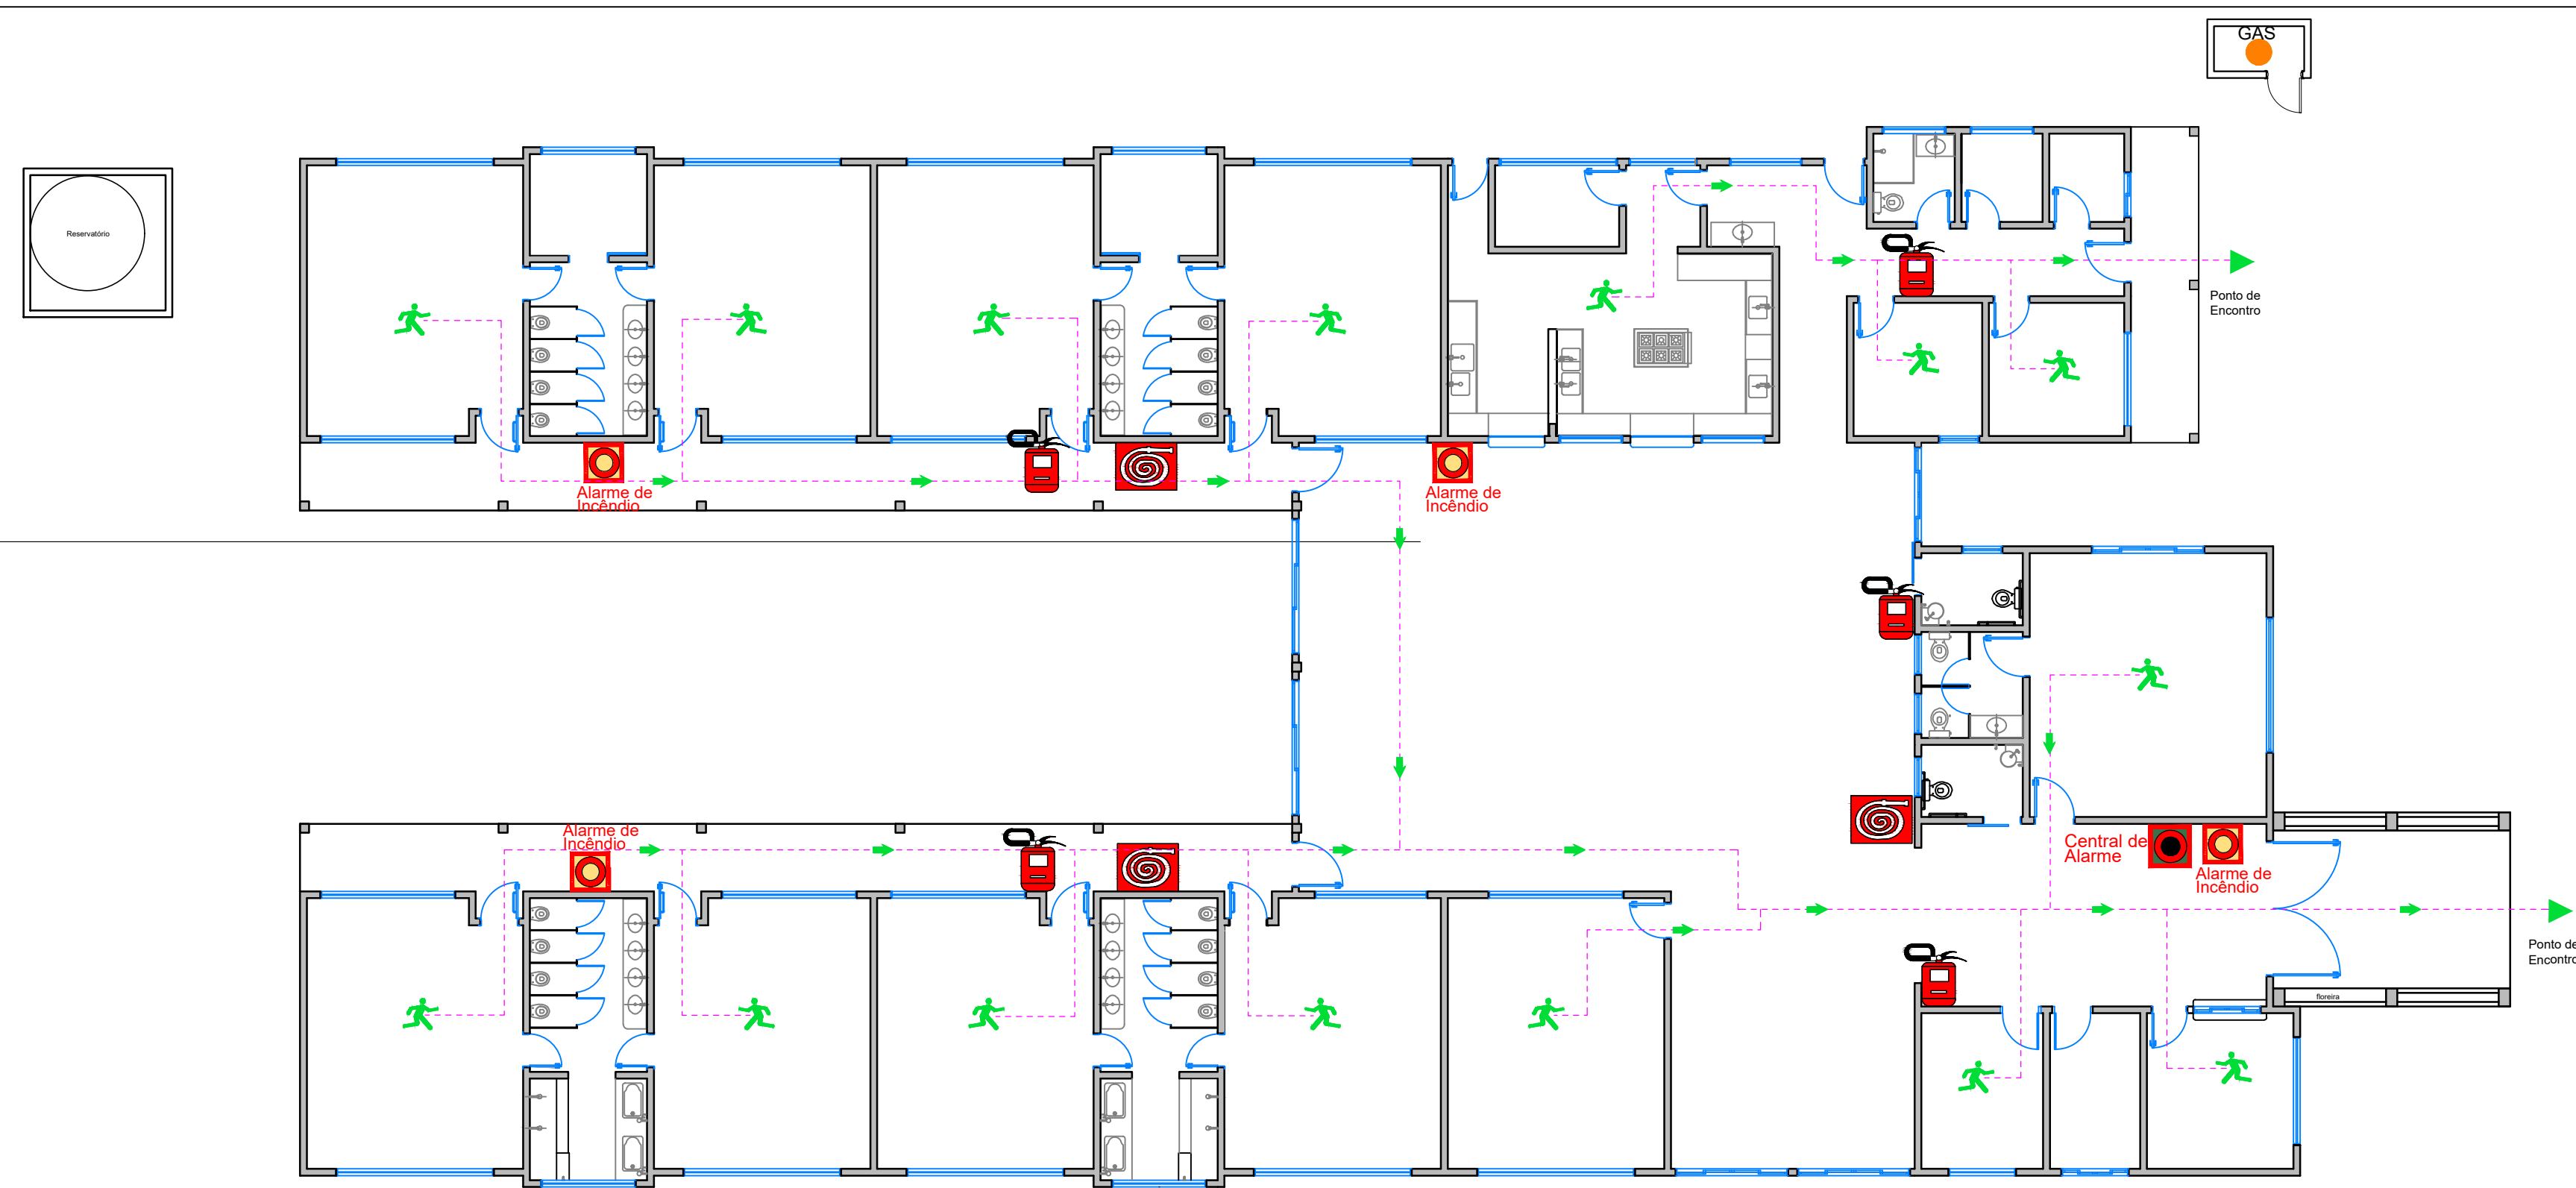 GAS
Reservatório
Ponto de
Encontro
Alarme de
Incêndio
Alarme de
Incêndio
Alarme de
Incêndio
Central de
Alarme
Alarme de
Incêndio
Ponto de
Encontro
floreira